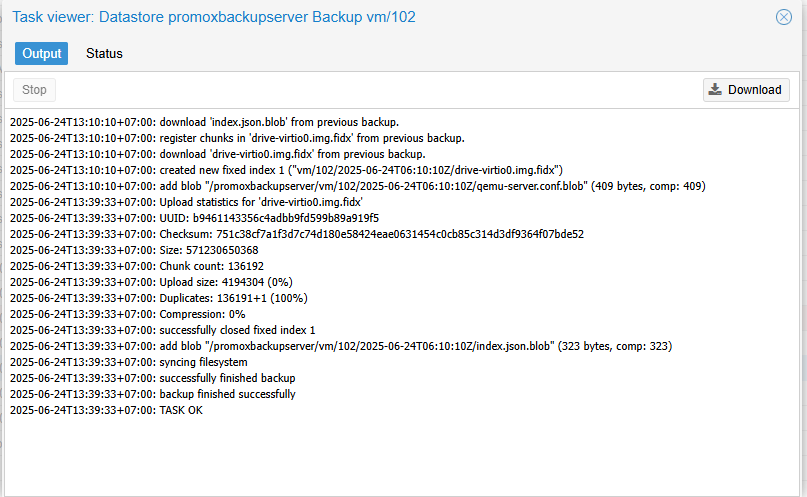 Task viewer: Datastore promoxbackupserver Backup vm/102
Output Status
Stop Download
2025-06-24T13:10:10+07:00: download 'index.json.blob' from previous backup.
2025-06-24T13:10:10+07:00: register chunks in 'drive-virtio0.img.fidx' from previous backup.
2025-06-24T13:10:10+07:00: download 'drive-virtio0.img.fidx' from previous backup.
2025-06-24T13:10:10+07:00: created new fixed index 1 ("vm/102/2025-06-24T06:10:10Z/drive-virtio0.img.fidx")
2025-06-24T13:10:10+07:00: add blob "/promoxbackupserver/vm/102/2025-06-24T06:10:10Z/qemu-server.conf.blob" (409 bytes, comp: 409)
2025-06-24T13:39:33+07:00: Upload statistics for 'drive-virtio0.img.fidx'
2025-06-24T13:39:33+07:00: UUID: b9461143356c4adbb9fd599b89a919f5
2025-06-24T13:39:33+07:00: Checksum: 751c38cf7a1f3d7c74d180e58424eae0631454c0cb85c314d3df9364f07bde52
2025-06-24T13:39:33+07:00: Size: 571230650368
2025-06-24T13:39:33+07:00: Chunk count: 136192
2025-06-24T13:39:33+07:00: Upload size: 4194304 (0%)
2025-06-24T13:39:33+07:00: Duplicates: 136191+1 (100%)
2025-06-24T13:39:33+07:00: Compression: 0%
2025-06-24T13:39:33+07:00: successfully closed fixed index 1
2025-06-24T13:39:33+07:00: add blob "/promoxbackupserver/vm/102/2025-06-24T06:10:10Z/index.json.blob" (323 bytes, comp: 323)
2025-06-24T13:39:33+07:00: syncing filesystem
2025-06-24T13:39:33+07:00: successfully finished backup
2025-06-24T13:39:33+07:00: backup finished successfully
2025-06-24T13:39:33+07:00: TASK OK